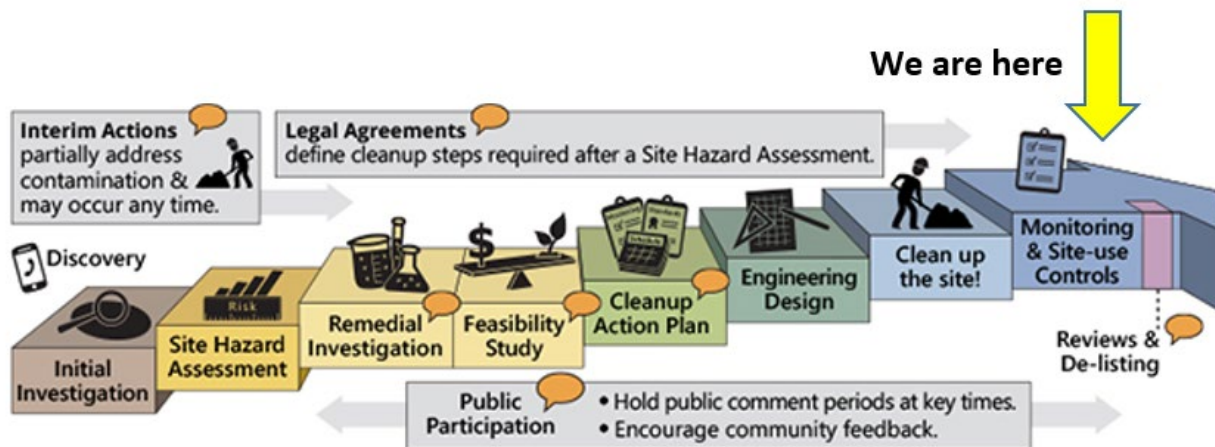 We are here
Interim Actions
partially address
contamination &
may occur any time.
Legal Agreements
define cleanup steps required after a Site Hazard Assessment.
Discovery
Initial
Investigation
Risk
Site Hazard
Assessment
Remedial
Investigation
$
Feasibility
Study
Schedule
Cleanup
Action Plan
Engineering
Design
Clean up
the site!
Monitoring
& Site-use
Controls
Reviews &
De-listing
Public
Participation
• Hold public comment periods at key times.
• Encourage community feedback.